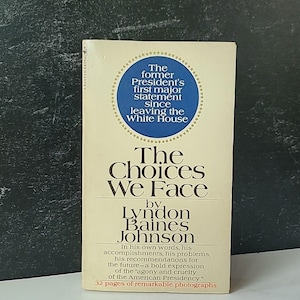 The
former
President's
first major
statement
since
leaving the
White House
The
Choices
We Face
by
Lyndon
Baines
Johnson
In his own words, his
accomplishments, his problems,
his recommendations for
the future—a bold expression
of the "agony and cruelty
of the American Presidency."
32 pages of remarkable photographs